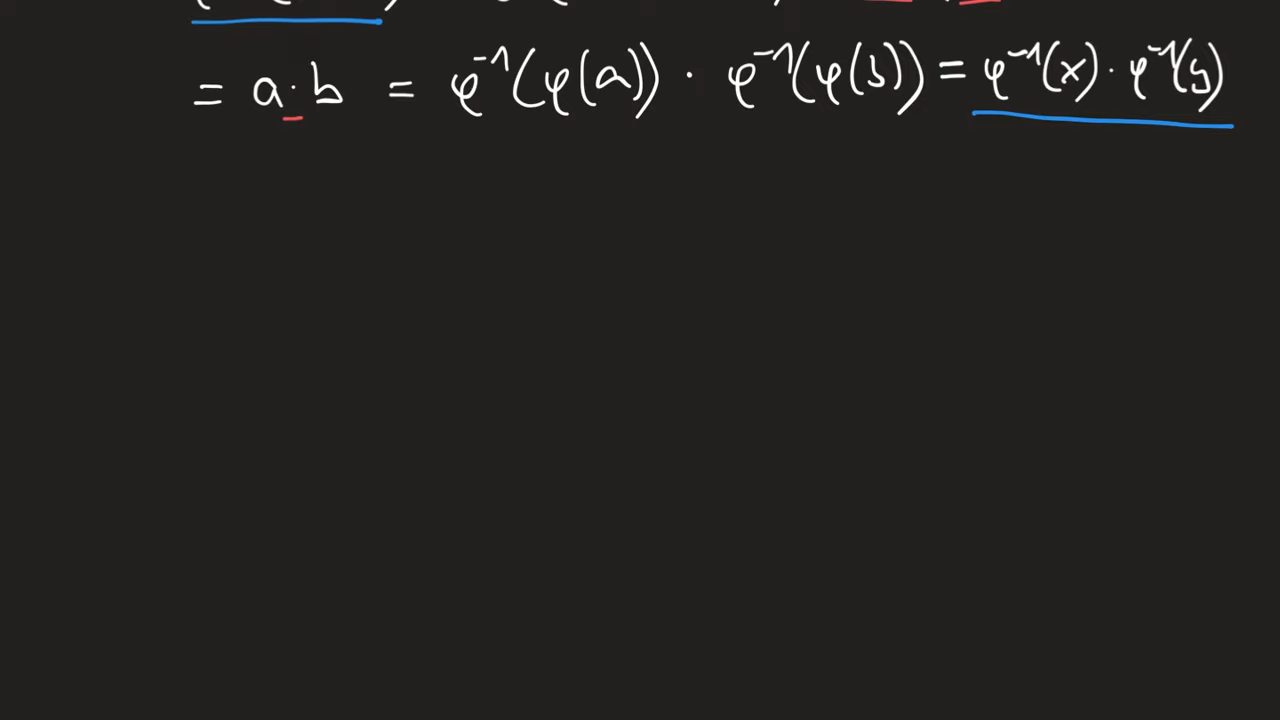 = a · b = φ⁻¹(φ(a)) · φ⁻¹(φ(b)) = φ⁻¹(x) · φ⁻¹(y)